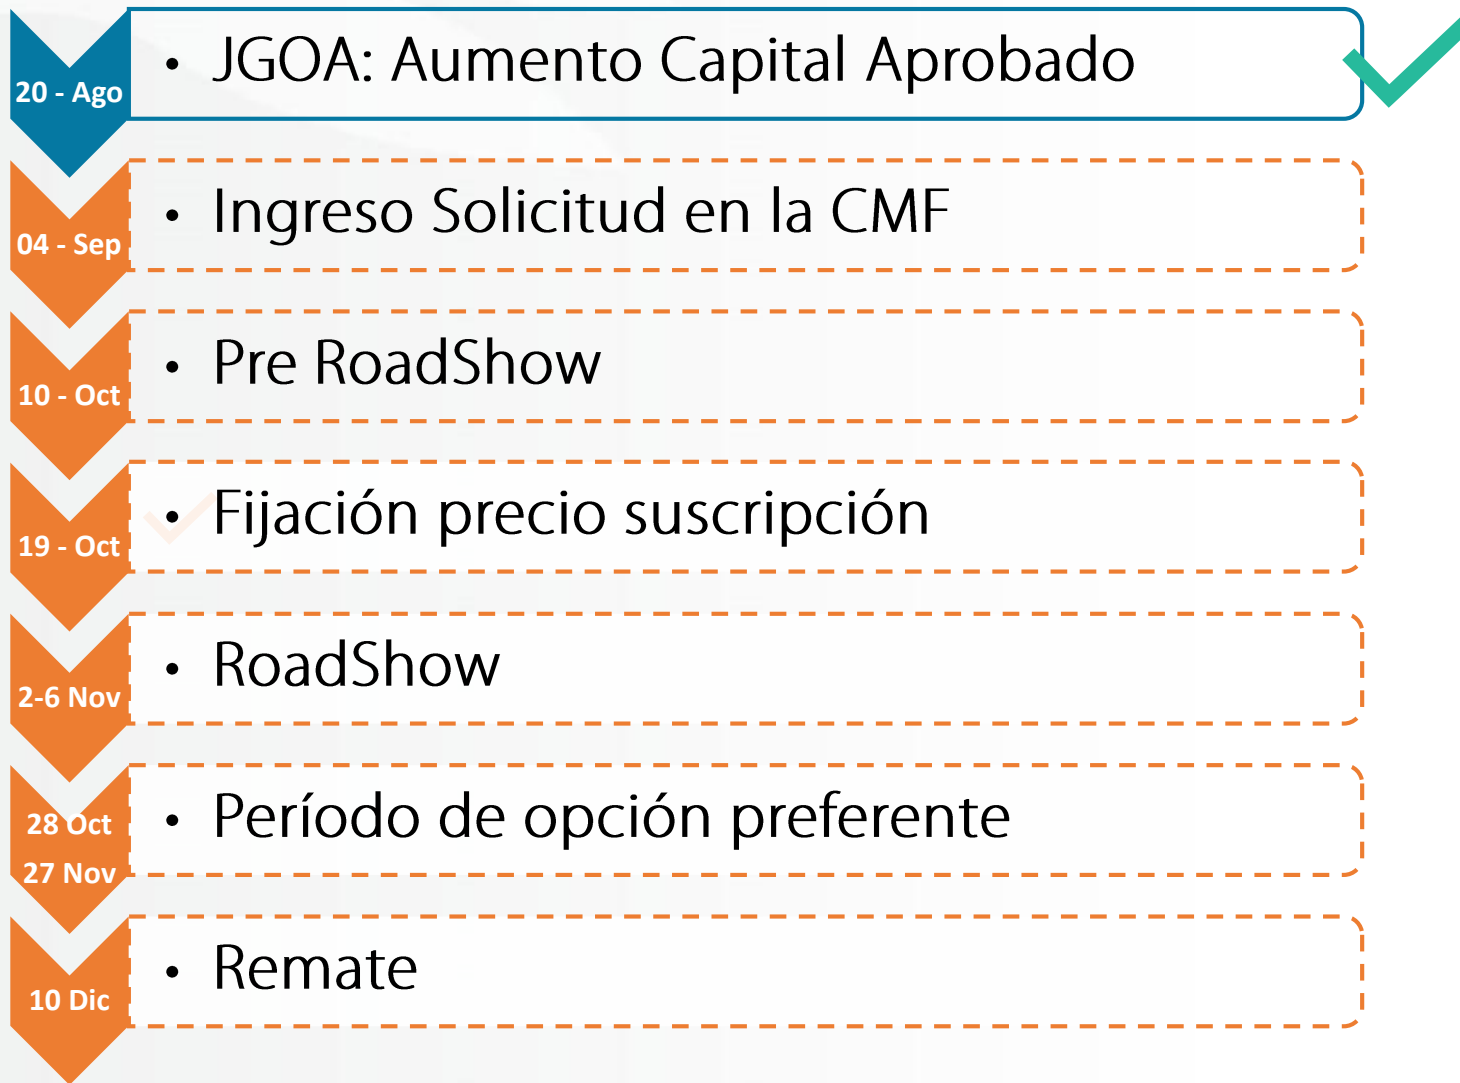 20 - Ago
• JGOA: Aumento Capital Aprobado
04 - Sep
• Ingreso Solicitud en la CMF
10 - Oct
• Pre RoadShow
19 - Oct
• Fijación precio suscripción
2-6 Nov
• RoadShow
28 Oct
27 Nov
• Período de opción preferente
10 Dic
• Remate